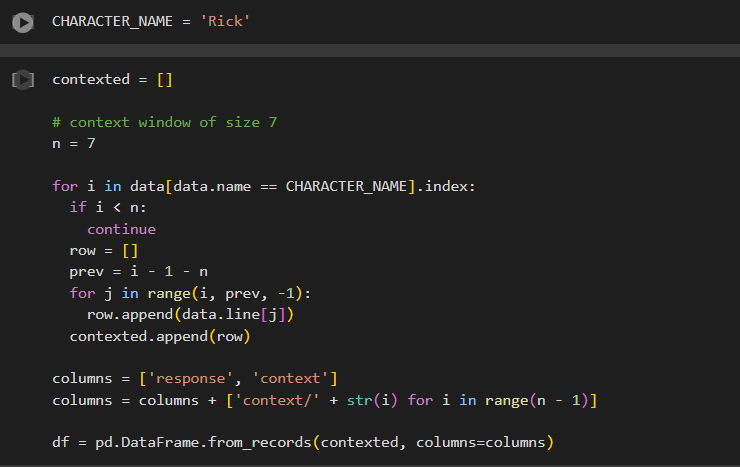 CHARACTER_NAME = 'Rick'
contexted = []
# context window of size 7
n = 7
for i in data[data.name == CHARACTER_NAME].index:
  if i < n:
    continue
  row = []
  prev = i - 1 - n
  for j in range(i, prev, -1):
    row.append(data.line[j])
  contexted.append(row)
columns = ['response', 'context']
columns = columns + ['context/' + str(i) for i in range(n - 1)]
df = pd.DataFrame.from_records(contexted, columns=columns)